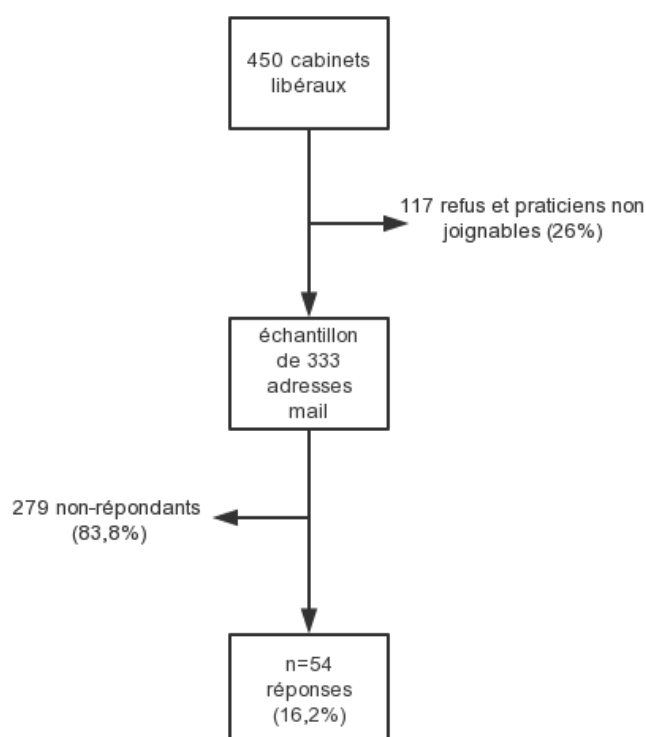 450 cabinets
libéraux
117 refus et praticiens non
joignables (26%)
échantillon
de 333
adresses
mail
279 non-répondants
(83,8%)
n=54
réponses
(16,2%)